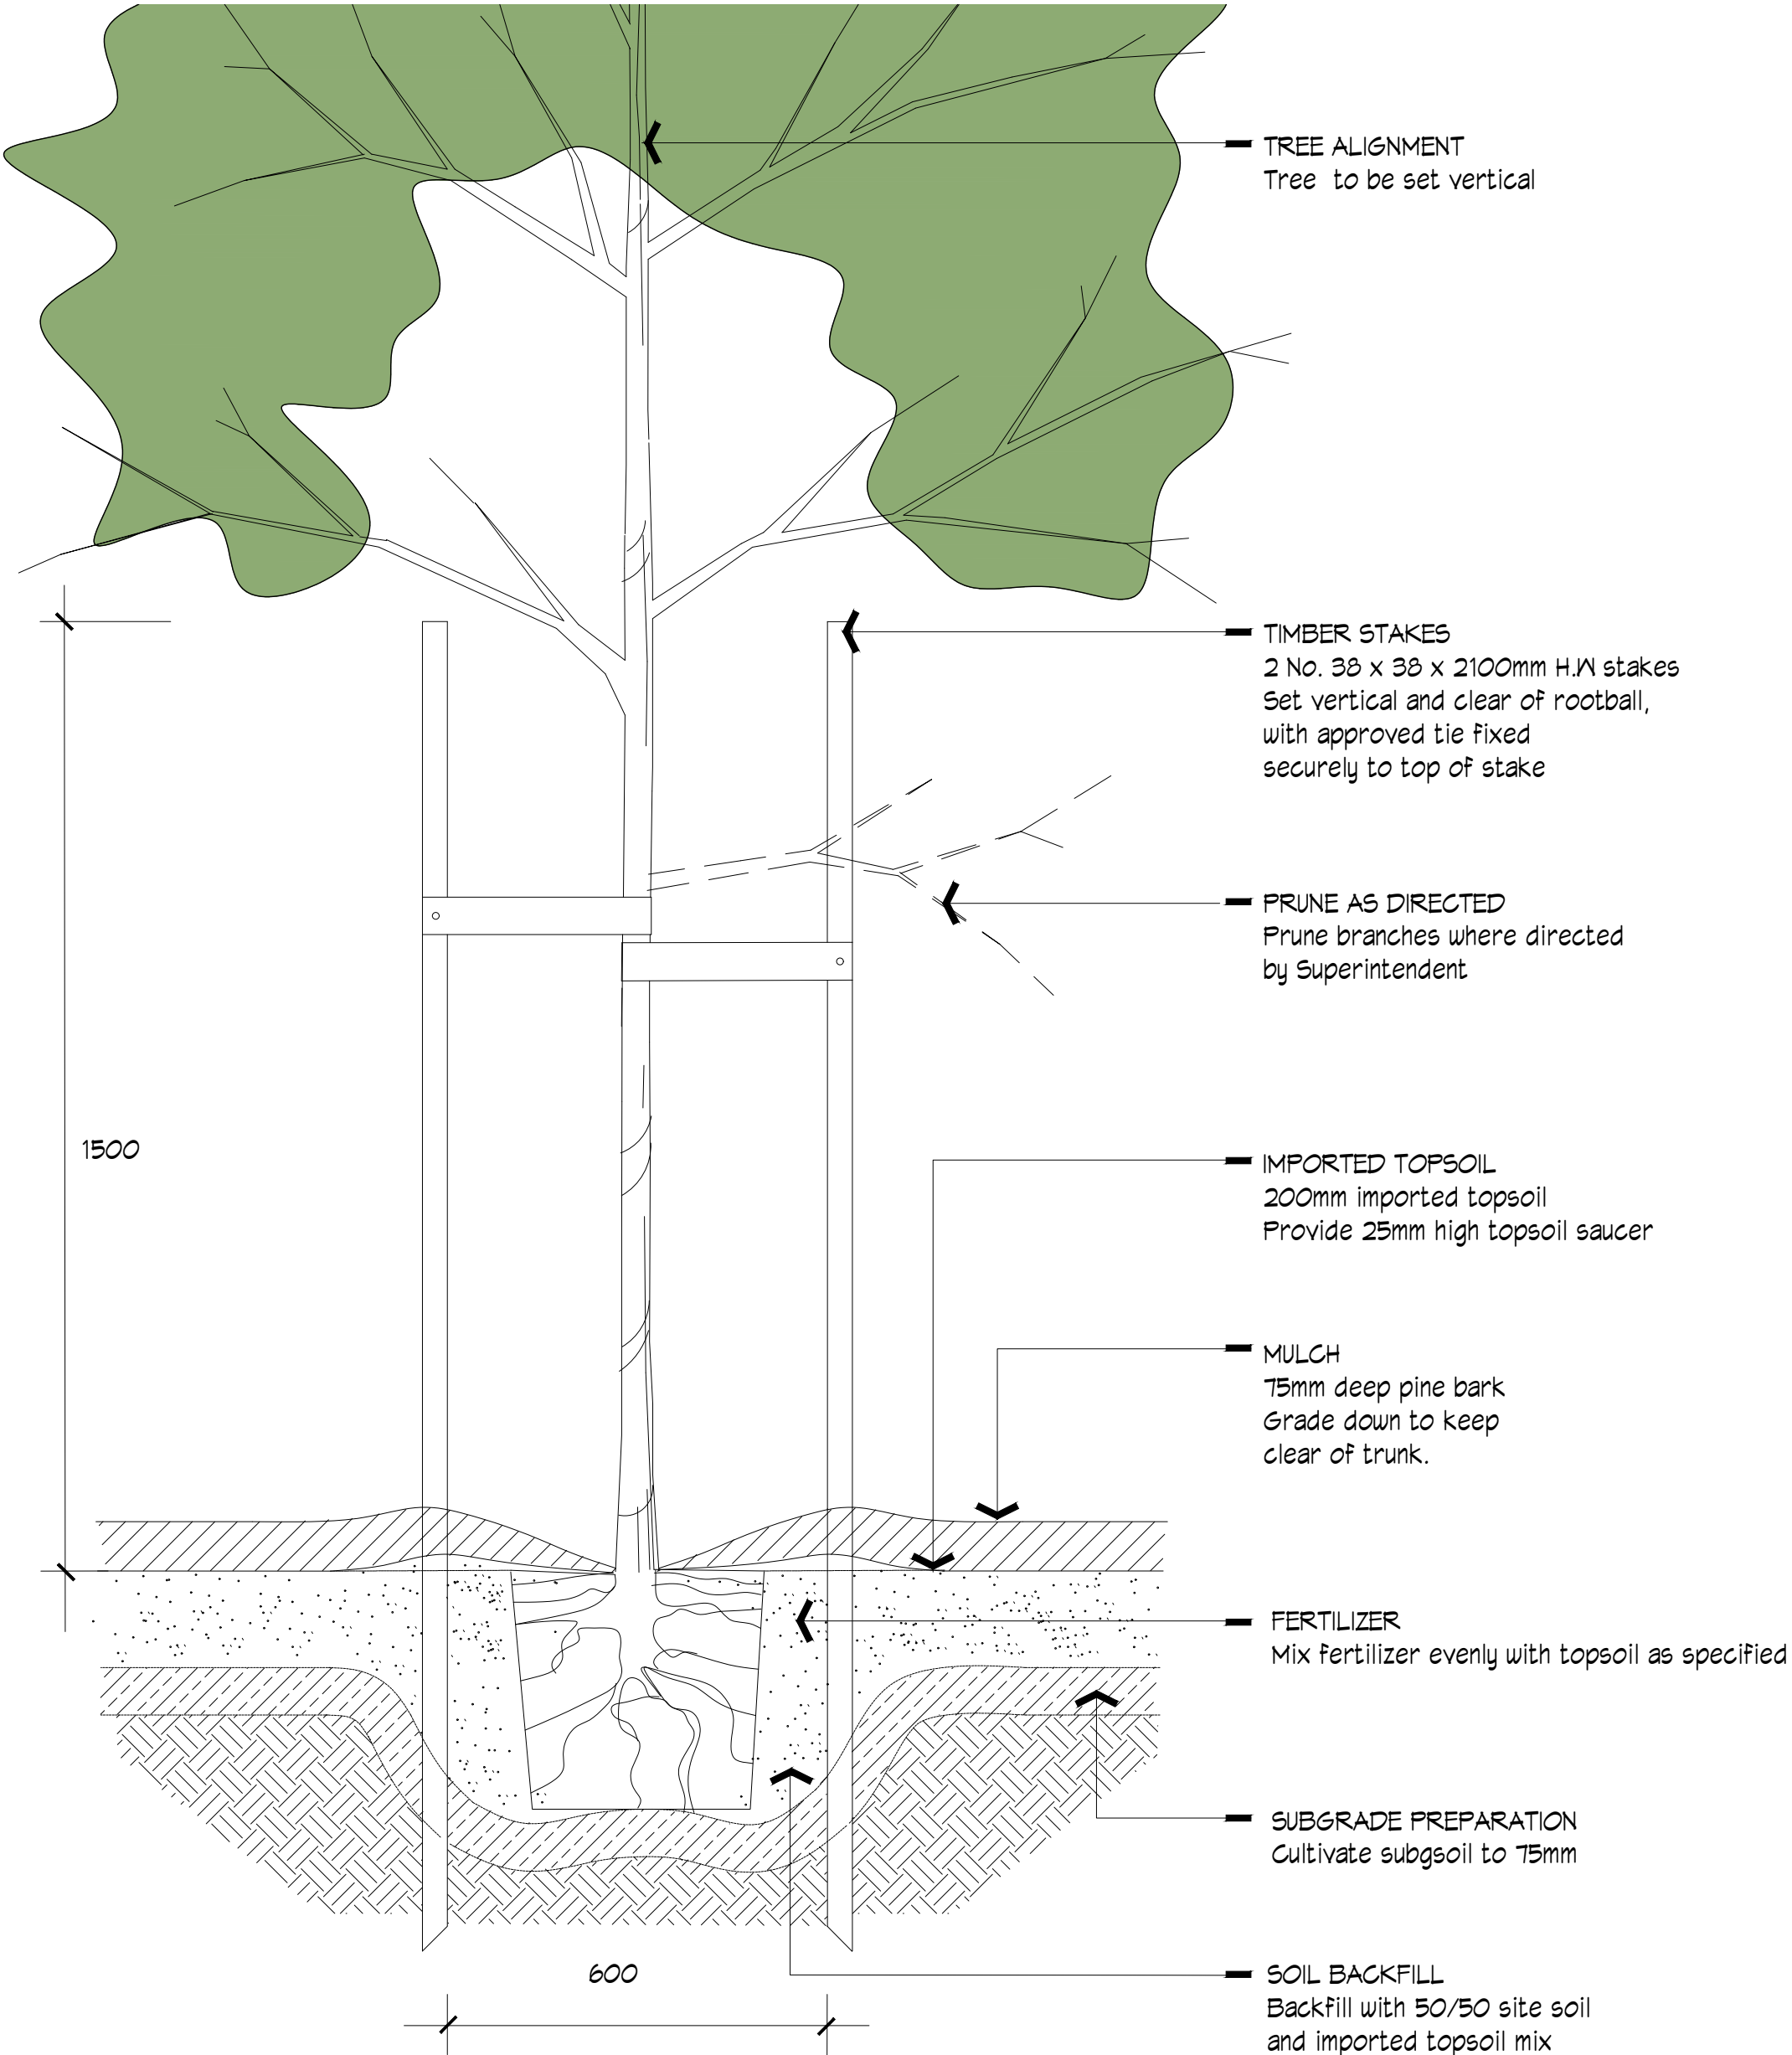 TREE ALIGNMENT
Tree to be set vertical
TIMBER STAKES
2 No. 38 x 38 x 2100mm H.W stakes
Set vertical and clear of rootball,
with approved tie fixed
securely to top of stake
PRUNE AS DIRECTED
Prune branches where directed
by Superintendent
1500
IMPORTED TOPSOIL
200mm imported topsoil
Provide 25mm high topsoil saucer
MULCH
75mm deep pine bark
Grade down to keep
clear of trunk.
FERTILIZER
Mix fertilizer evenly with topsoil as specified
SUBGRADE PREPARATION
Cultivate subgsoil to 75mm
600
SOIL BACKFILL
Backfill with 50/50 site soil
and imported topsoil mix